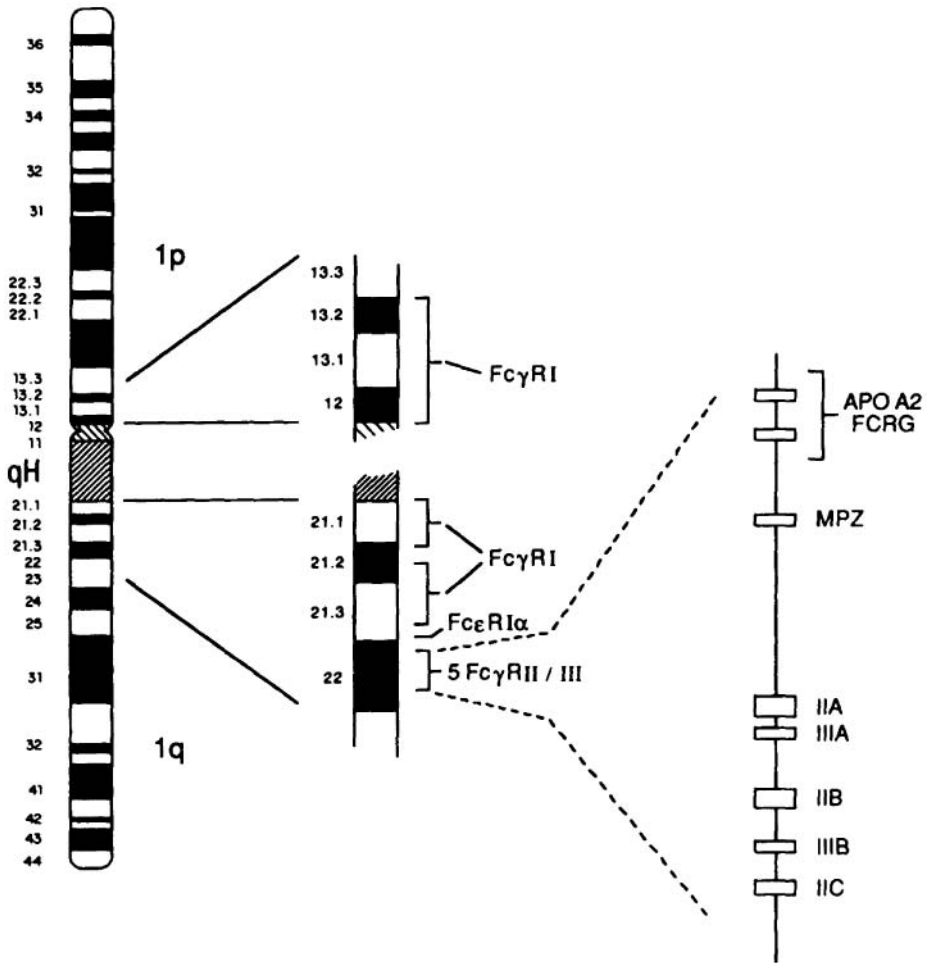 36
35
34
32
31
1p
22.3
22.2
22.1
13.3
13.2
13.1
12
11
qH
21.1
21.2
21.3
22
23
24
25
31
1q
32
41
42
43
44
13.3
13.2
13.1
12
FcγRI
21.1
21.2
21.3
22
FcγRI
FcεRIα
5 FcγRII / III
APO A2
FCRG
MPZ
IIA
IIIA
IIB
IIIB
IIC